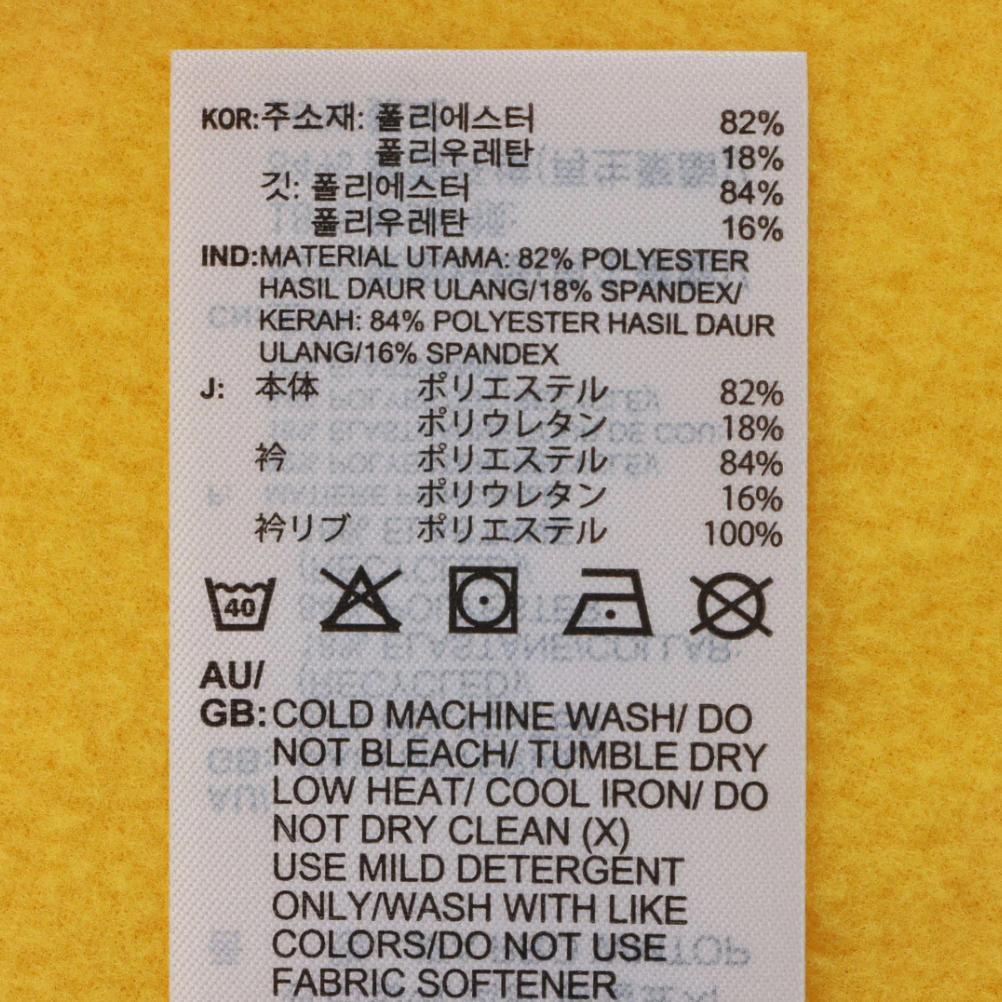 KOR:주소재: 폴리에스터 82%
폴리우레탄 18%
깃: 폴리에스터 84%
폴리우레탄 16%
IND:MATERIAL UTAMA: 82% POLYESTER
HASIL DAUR ULANG/18% SPANDEX/
KERAH: 84% POLYESTER HASIL DAUR
ULANG/16% SPANDEX
J: 本体 ポリエステル 82%
ポリウレタン 18%
衿 ポリエステル 84%
ポリウレタン 16%
衿リブ ポリエステル 100%
40
AU/
GB:COLD MACHINE WASH/ DO
NOT BLEACH/ TUMBLE DRY
LOW HEAT/ COOL IRON/ DO
NOT DRY CLEAN (X)
USE MILD DETERGENT
ONLY/WASH WITH LIKE
COLORS/DO NOT USE
FABRIC SOFTENER